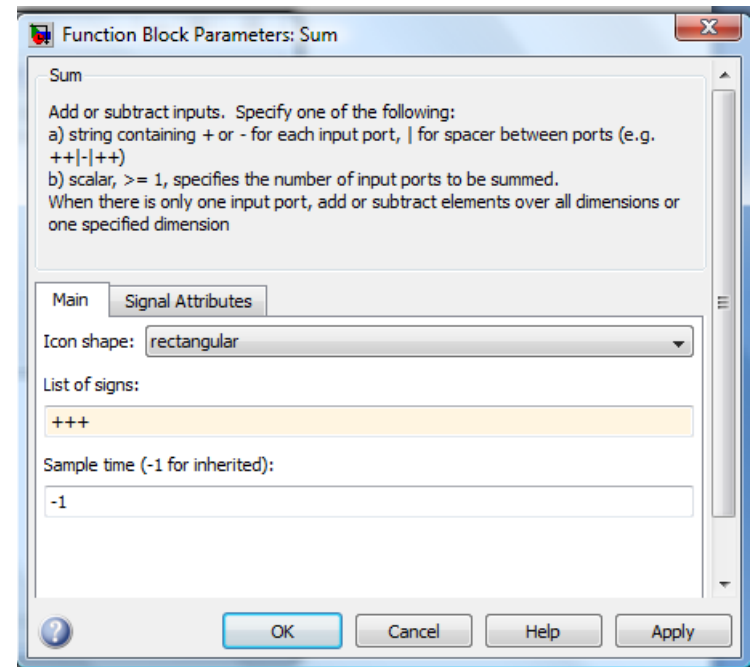 Function Block Parameters: Sum
Sum
Add or subtract inputs. Specify one of the following:
a) string containing + or - for each input port, | for spacer between ports (e.g.
++|-|++)
b) scalar, >= 1, specifies the number of input ports to be summed.
When there is only one input port, add or subtract elements over all dimensions or
one specified dimension
Main Signal Attributes
Icon shape: rectangular
List of signs:
+++
Sample time (-1 for inherited):
-1
? OK Cancel Help Apply